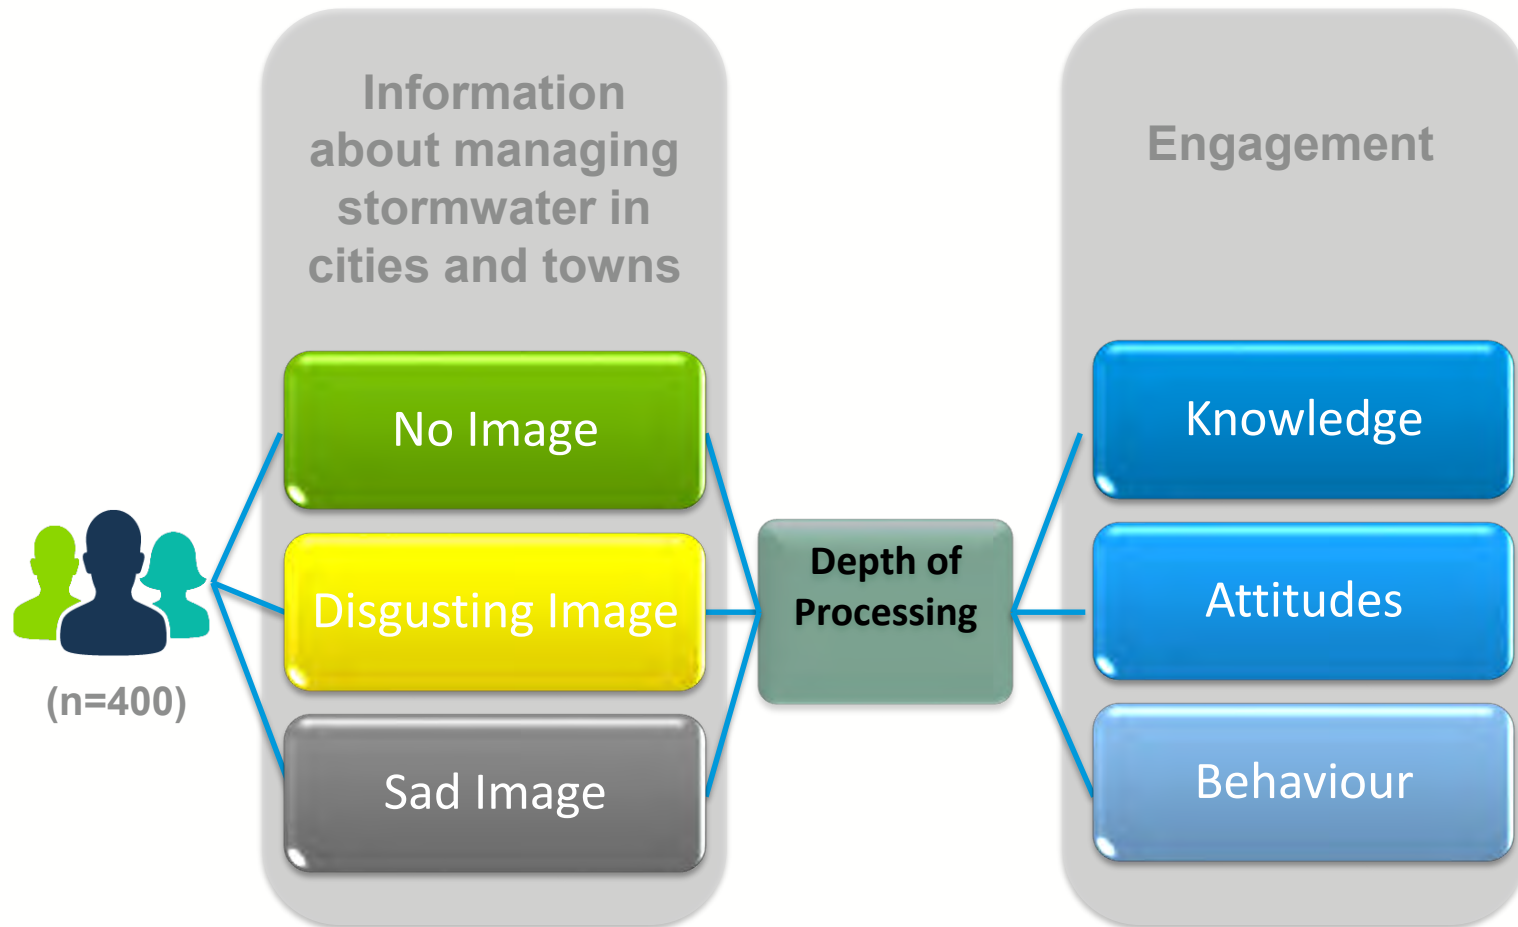 Information
about managing
stormwater in
cities and towns
No Image
Disgusting Image
Sad Image
(n=400)
Depth of
Processing
Engagement
Knowledge
Attitudes
Behaviour